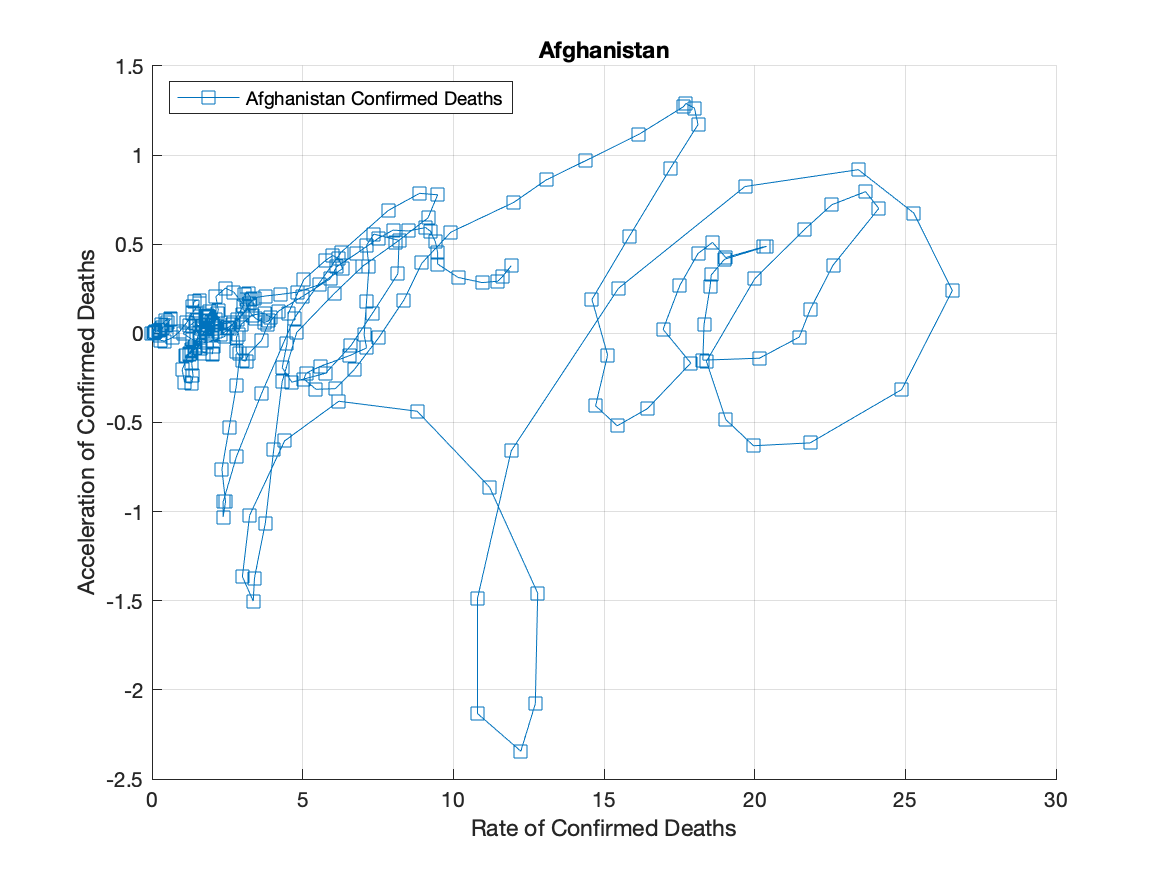 Afghanistan
1.5
Afghanistan Confirmed Deaths
1
0.5
0
-0.5
-1
-1.5
-2
-2.5
Acceleration of Confirmed Deaths
0 5 10 15 20 25 30
Rate of Confirmed Deaths